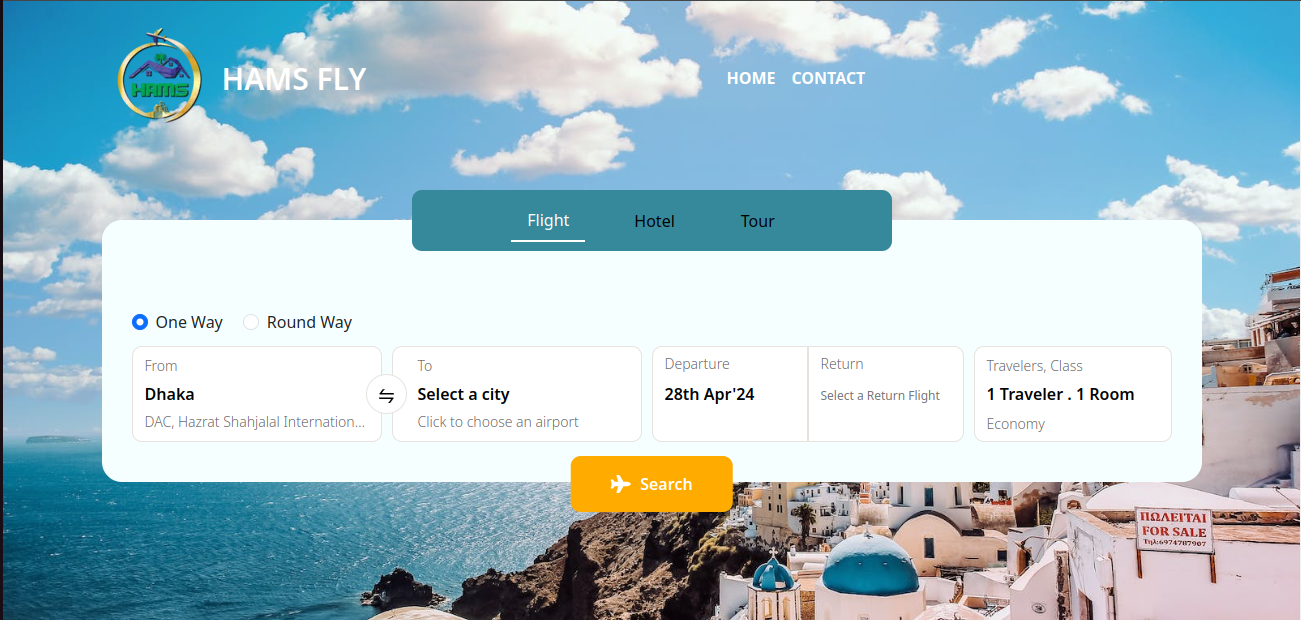 HAMS
HAMS FLY
HOME CONTACT
Flight Hotel Tour
One Way Round Way
From
Dhaka
DAC, Hazrat Shahjalal Internation...
To
Select a city
Click to choose an airport
Departure
28th Apr'24
Return
Select a Return Flight
Travelers, Class
1 Traveler . 1 Room
Economy
Search
ΠΩΛΕΙΤΑΙ
FOR SALE
Τηλ:6974787907